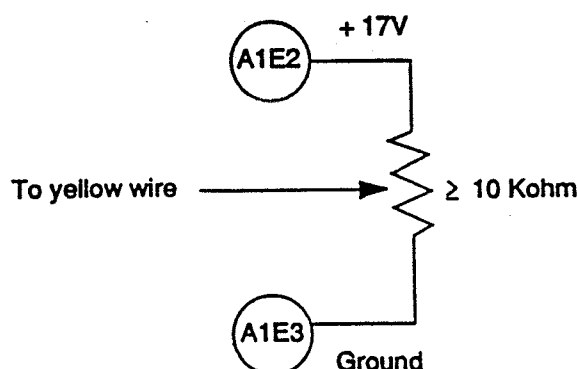 + 17V
A1E2
To yellow wire
≥ 10 Kohm
A1E3
Ground